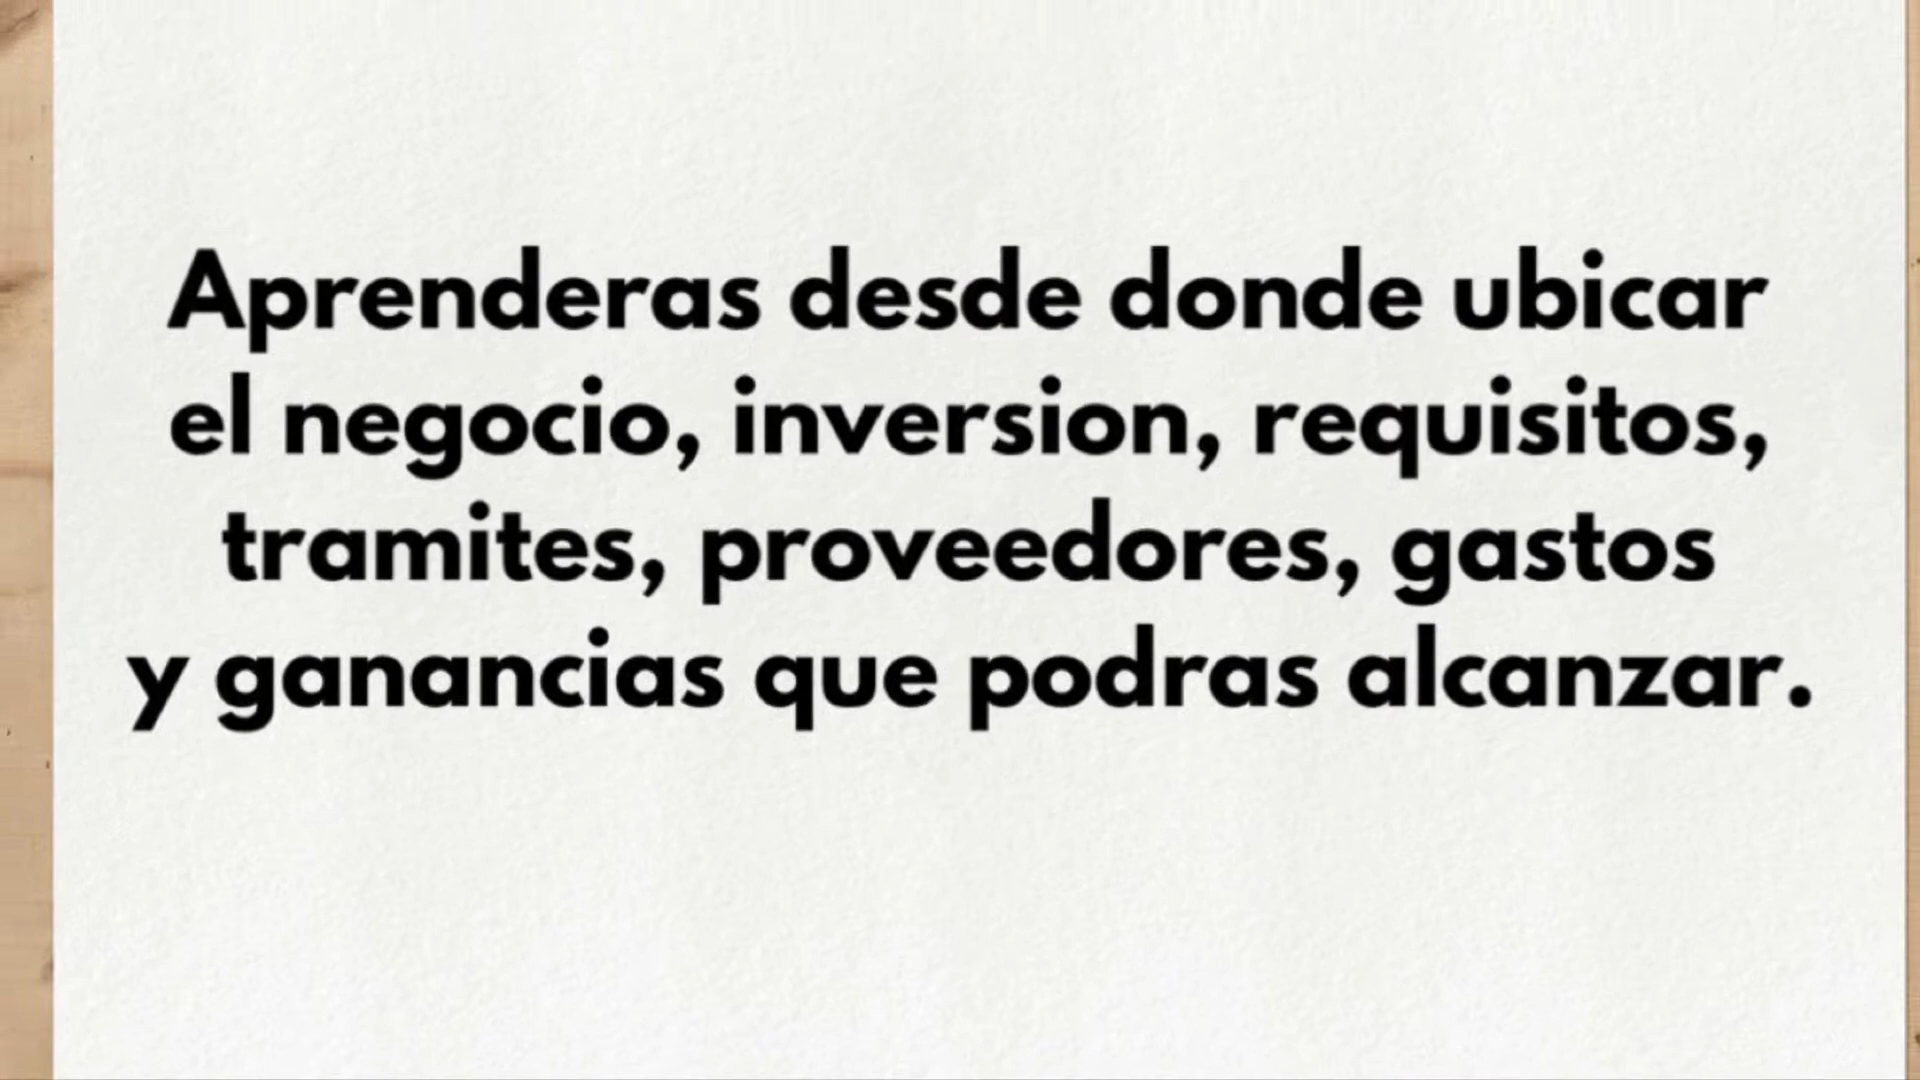 Aprenderas desde donde ubicar
el negocio, inversion, requisitos,
tramites, proveedores, gastos
y ganancias que podras alcanzar.